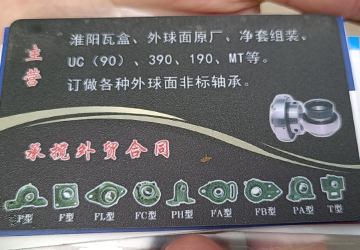 主营
淮阳瓦盒、外球面原厂、净套组装。
UC（90）、390、190、MT等。
订做各种外球面非标轴承。
承揽外贸合同
P型 F型 FL型 FC型 PH型 FA型 FB型 PA型 T型